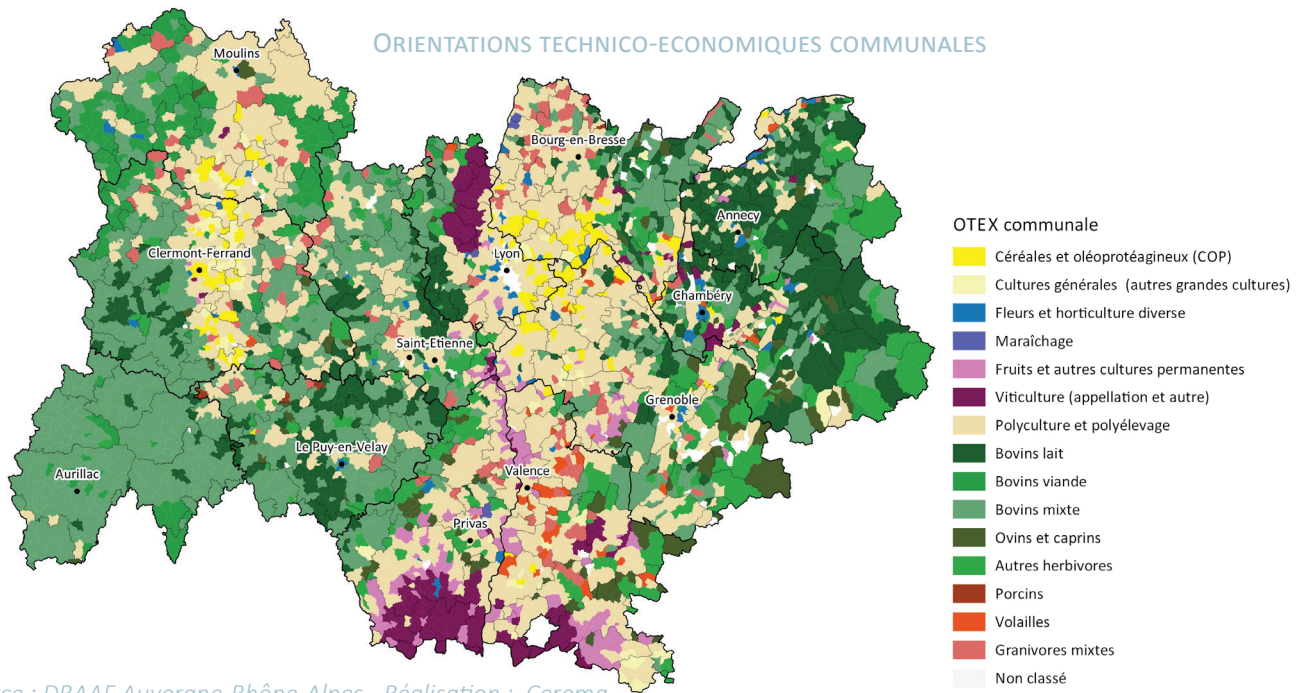 ORIENTATIONS TECHNICO-ECONOMIQUES COMMUNALES
Moulins
Bourg-en-Bresse
Annecy
Clermont-Ferrand
Lyon
Chambéry
Saint-Etienne
Grenoble
Le Puy-en-Velay
Valence
Aurillac
Privas
OTEX communale
Céréales et oléoprotéagineux (COP)
Cultures générales (autres grandes cultures)
Fleurs et horticulture diverse
Maraîchage
Fruits et autres cultures permanentes
Viticulture (appellation et autre)
Polyculture et polyélevage
Bovins lait
Bovins viande
Bovins mixte
Ovins et caprins
Autres herbivores
Porcins
Volailles
Granivores mixtes
Non classé
: DRAAF Auvergne-Rhône-Alpes - Réalisation : Cerema